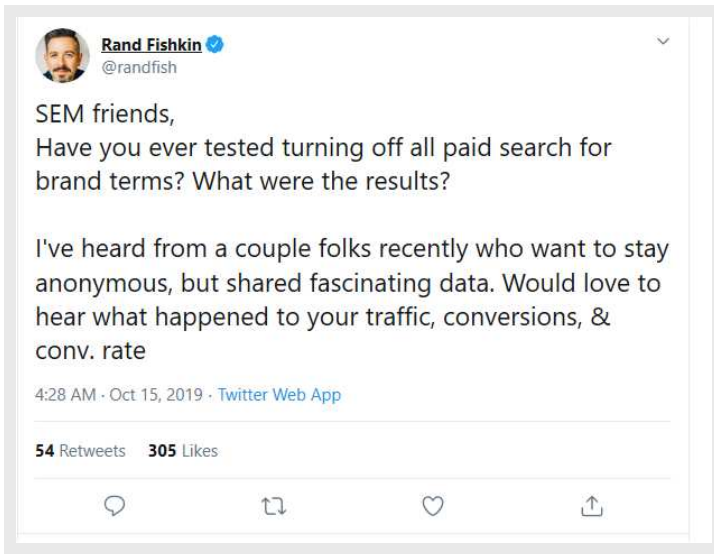 Rand Fishkin
@randfish
SEM friends,
Have you ever tested turning off all paid search for
brand terms? What were the results?
I've heard from a couple folks recently who want to stay
anonymous, but shared fascinating data. Would love to
hear what happened to your traffic, conversions, &
conv. rate
4:28 AM · Oct 15, 2019 · Twitter Web App
54 Retweets 305 Likes